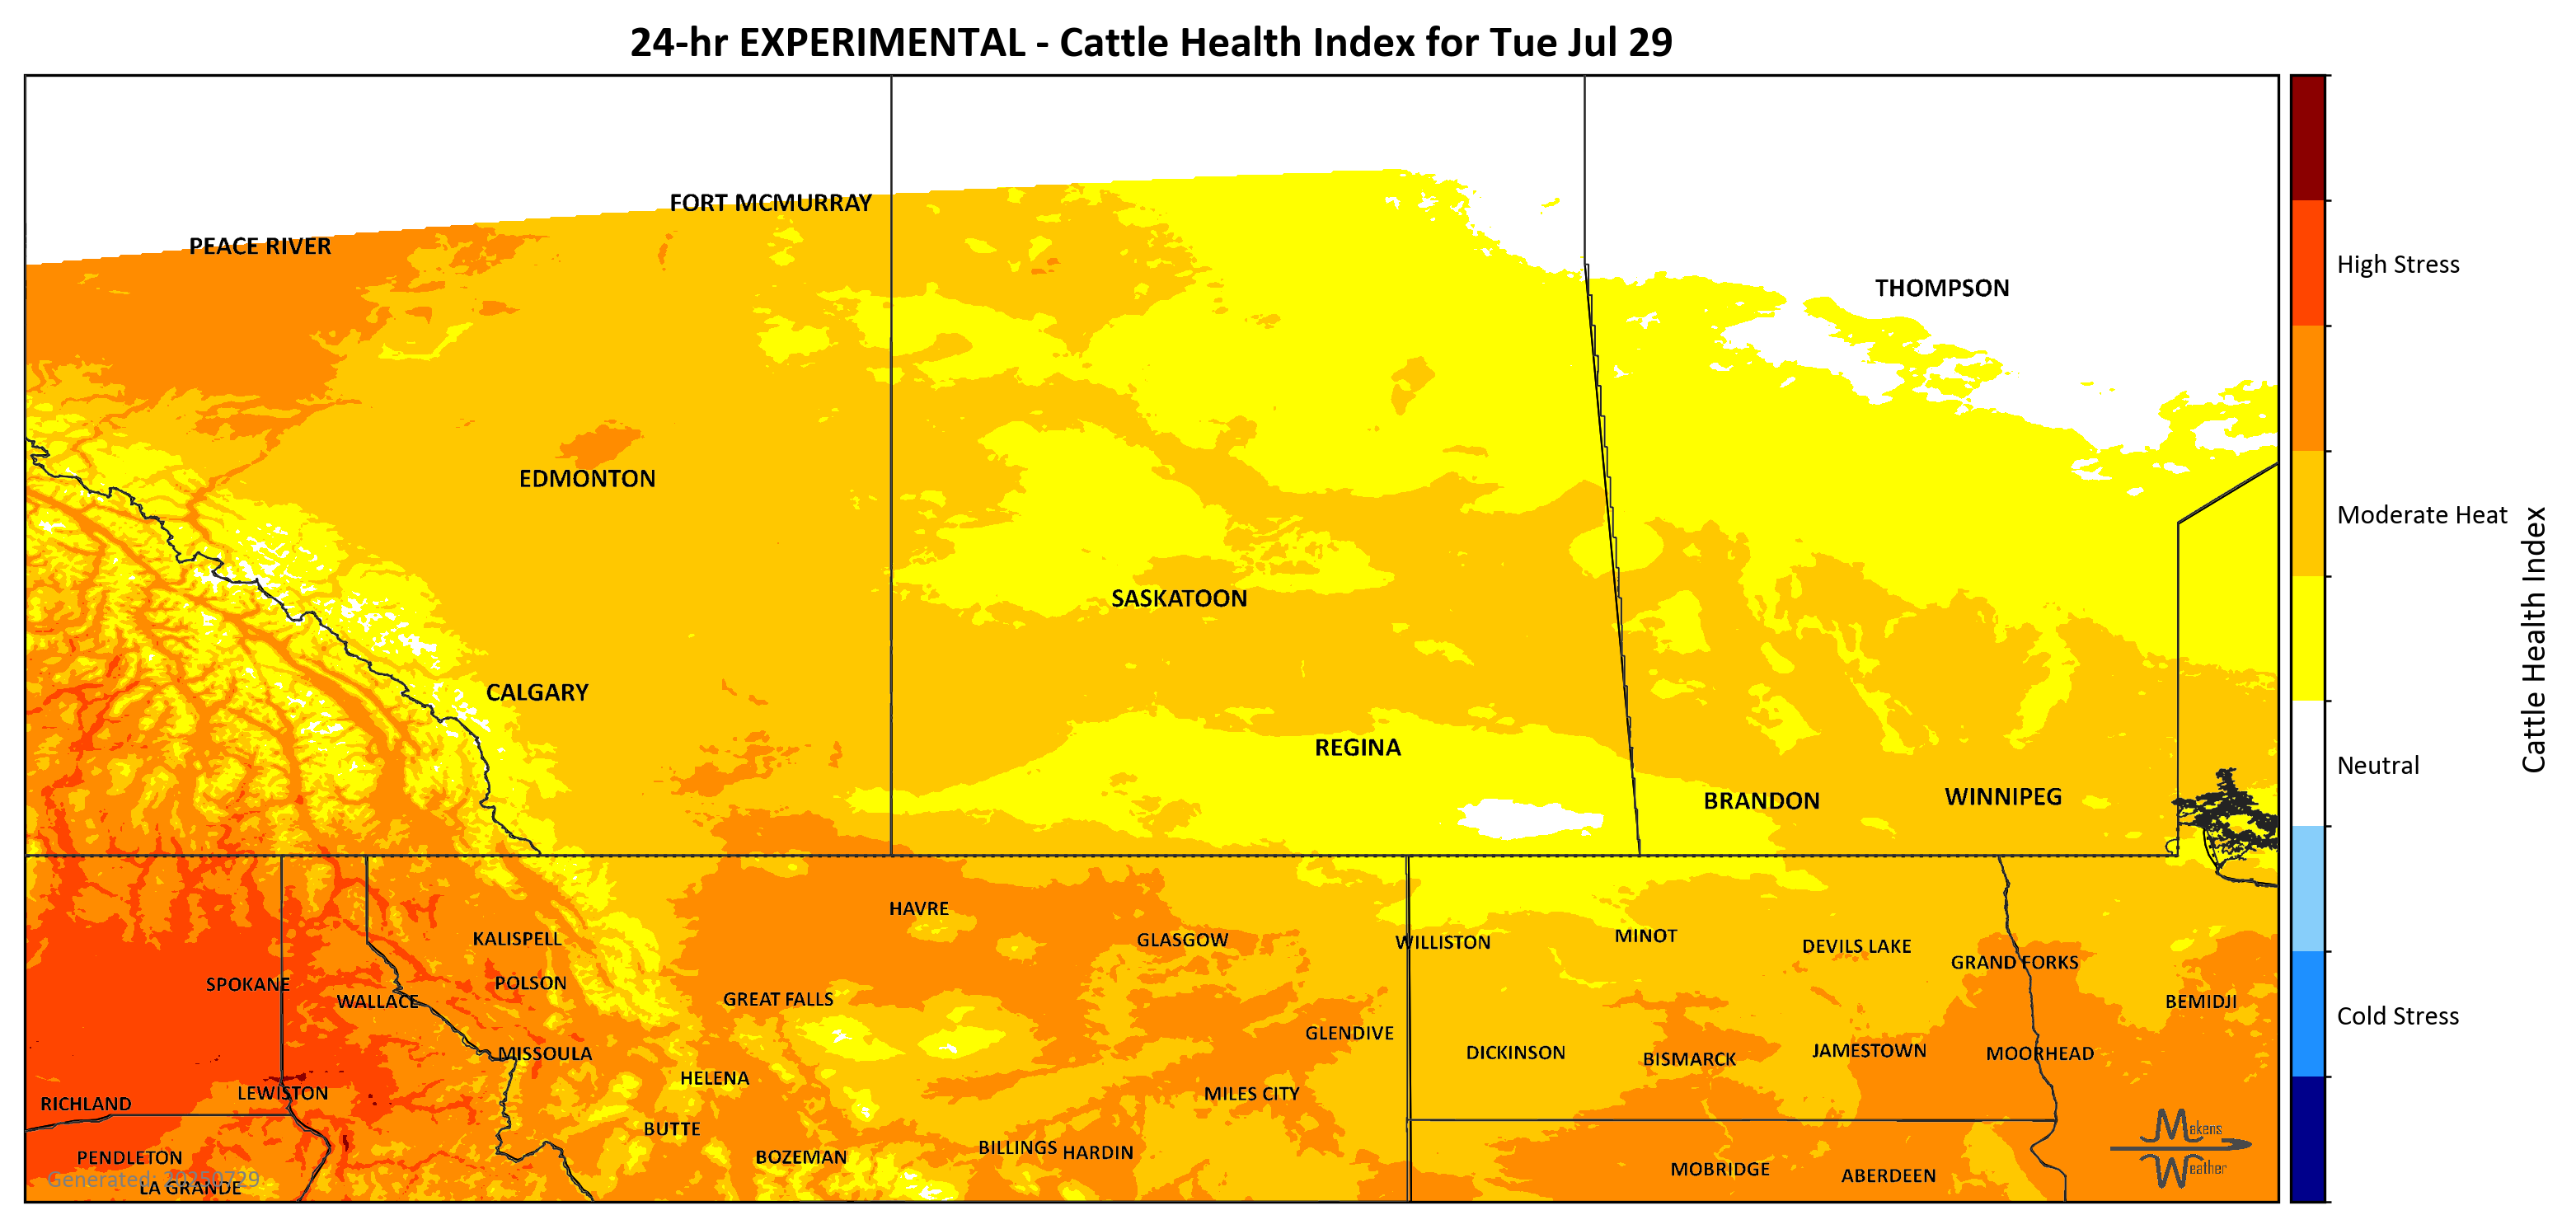 24-hr EXPERIMENTAL - Cattle Health Index for Tue Jul 29
FORT MCMURRAY
PEACE RIVER
THOMPSON
High Stress
EDMONTON
Moderate Heat
SASKATOON
Cattle Health Index
CALGARY
REGINA
Neutral
BRANDON
WINNIPEG
HAVRE
KALISPELL
GLASGOW
WILLISTON
MINOT
DEVILS LAKE
GRAND FORKS
SPOKANE
POLSON
WALLACE
GREAT FALLS
BEMIDJI
Cold Stress
GLENDIVE
MISSOULA
DICKINSON
BISMARCK
JAMESTOWN
MOORHEAD
HELENA
LEWISTON
MILES CITY
RICHLAND
BUTTE
BILLINGS
HARDIN
PENDLETON
BOZEMAN
MOBRIDGE
ABERDEEN
Generated: 20250729
LA GRANDE
Makens
Weather